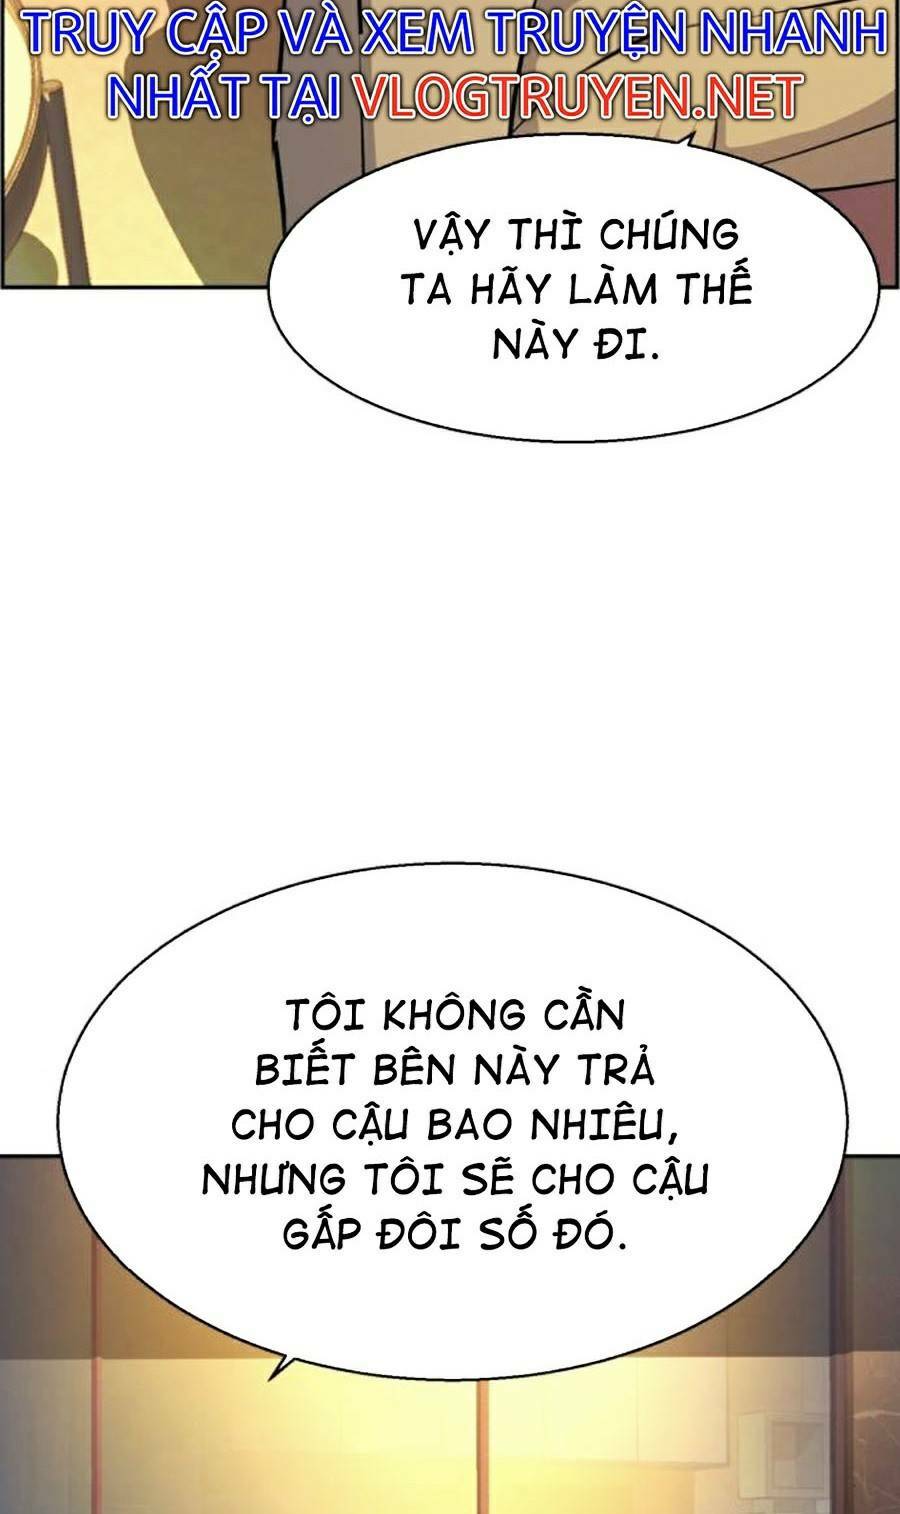 TRUY CẬP VÀ XEM TRUYỆN NHANH
NHẤT TẠI VLOGTRUYEN.NET
VẬY THÌ CHÚNG
TA HÃY LÀM THẾ
NÀY ĐI.
TÔI KHÔNG CẦN
BIẾT BÊN NÀY TRẢ
CHO CẬU BAO NHIÊU,
NHƯNG TÔI SẼ CHO CẬU
GẤP ĐÔI SỐ ĐÓ.